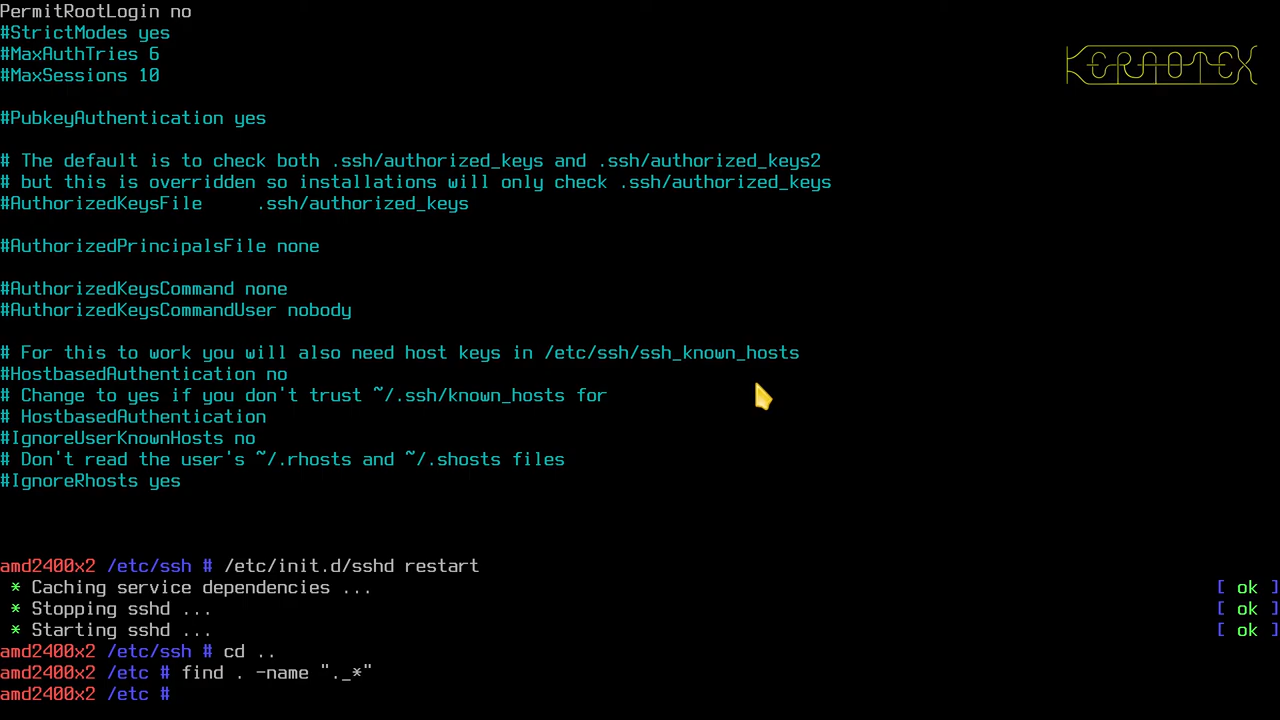 PermitRootLogin no
#StrictModes yes
#MaxAuthTries 6
#MaxSessions 10
#PubkeyAuthentication yes
# The default is to check both .ssh/authorized_keys and .ssh/authorized_keys2
# but this is overridden so installations will only check .ssh/authorized_keys
#AuthorizedKeysFile     .ssh/authorized_keys
#AuthorizedPrincipalsFile none
#AuthorizedKeysCommand none
#AuthorizedKeysCommandUser nobody
# For this to work you will also need host keys in /etc/ssh/ssh_known_hosts
#HostbasedAuthentication no
# Change to yes if you don't trust ~/.ssh/known_hosts for
# HostbasedAuthentication
#IgnoreUserKnownHosts no
# Don't read the user's ~/.rhosts and ~/.shosts files
#IgnoreRhosts yes
amd2400x2 /etc/ssh # /etc/init.d/sshd restart
* Caching service dependencies ... [ ok ]
* Stopping sshd ... [ ok ]
* Starting sshd ... [ ok ]
amd2400x2 /etc/ssh # cd ..
amd2400x2 /etc # find . -name "._*"
amd2400x2 /etc #